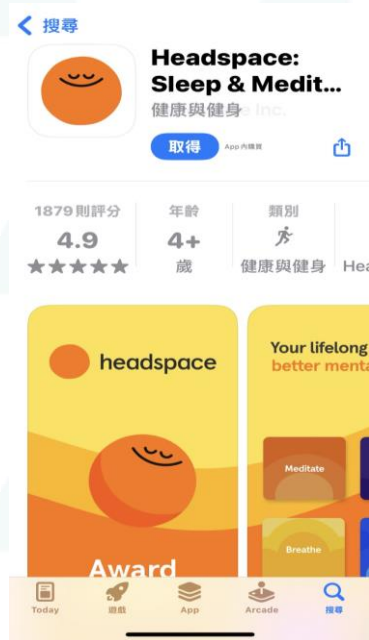 搜尋
Headspace:
Sleep & Medit...
健康與健身 Inc.
取得 App 內購買
1879 則評分 年齡 類別
4.9 4+
歲 健康與健身 Hea
headspace
Your lifelong
better menta
Meditate
Breathe
Award
Today 遊戲 App Arcade 搜尋